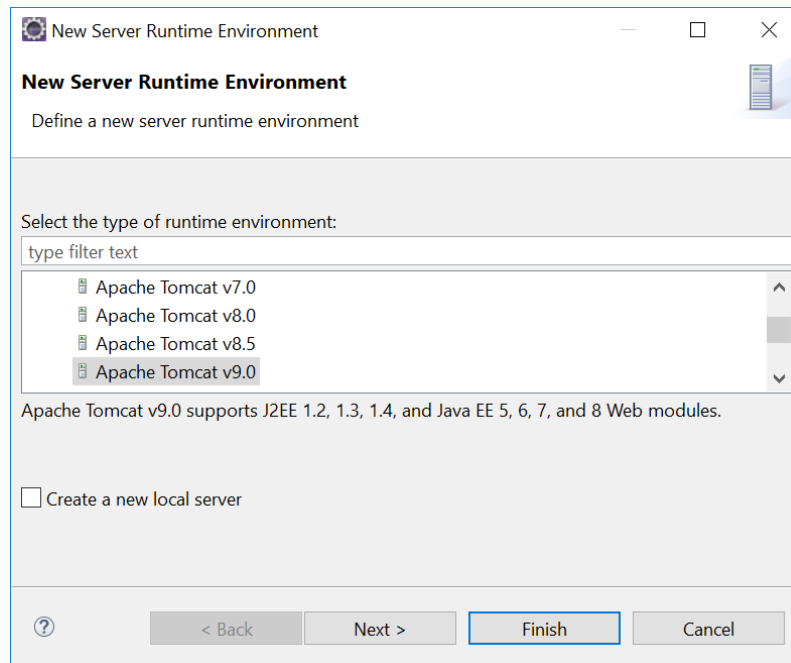 New Server Runtime Environment
New Server Runtime Environment
Define a new server runtime environment
Select the type of runtime environment:
type filter text
Apache Tomcat v7.0
Apache Tomcat v8.0
Apache Tomcat v8.5
Apache Tomcat v9.0
Apache Tomcat v9.0 supports J2EE 1.2, 1.3, 1.4, and Java EE 5, 6, 7, and 8 Web modules.
Create a new local server
? < Back Next > Finish Cancel